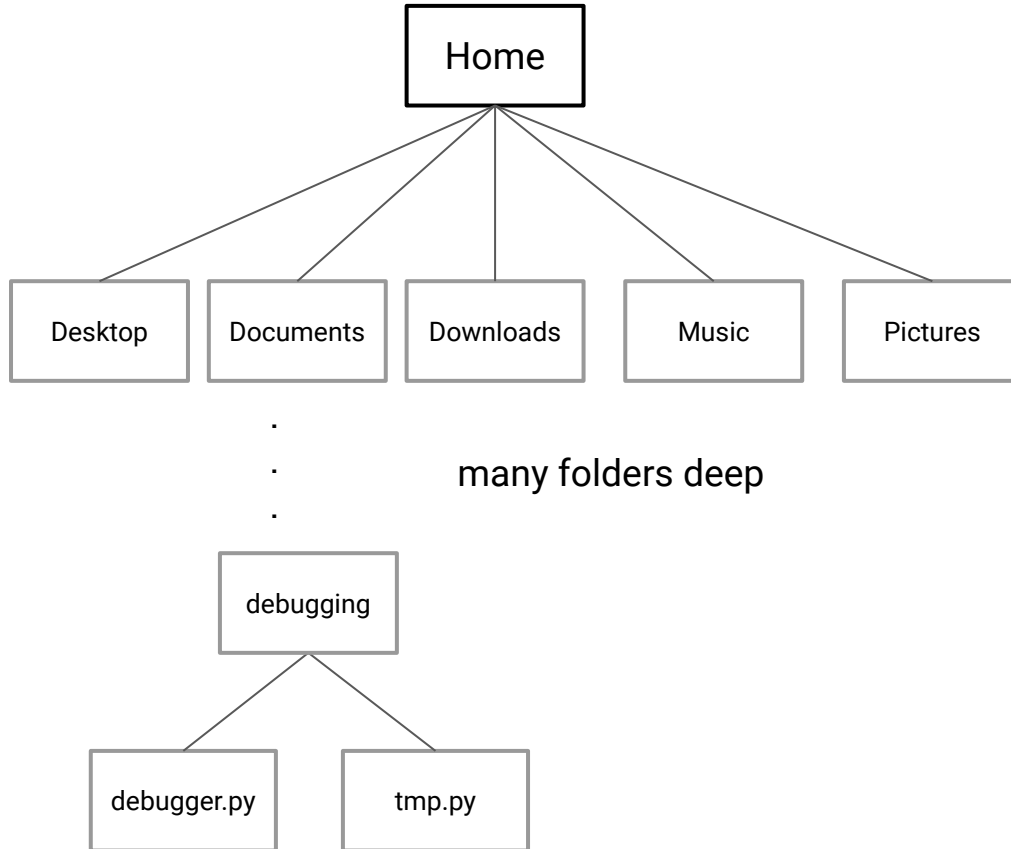 Home
Desktop
Documents
Downloads
Music
Pictures
many folders deep
debugging
debugger.py
tmp.py